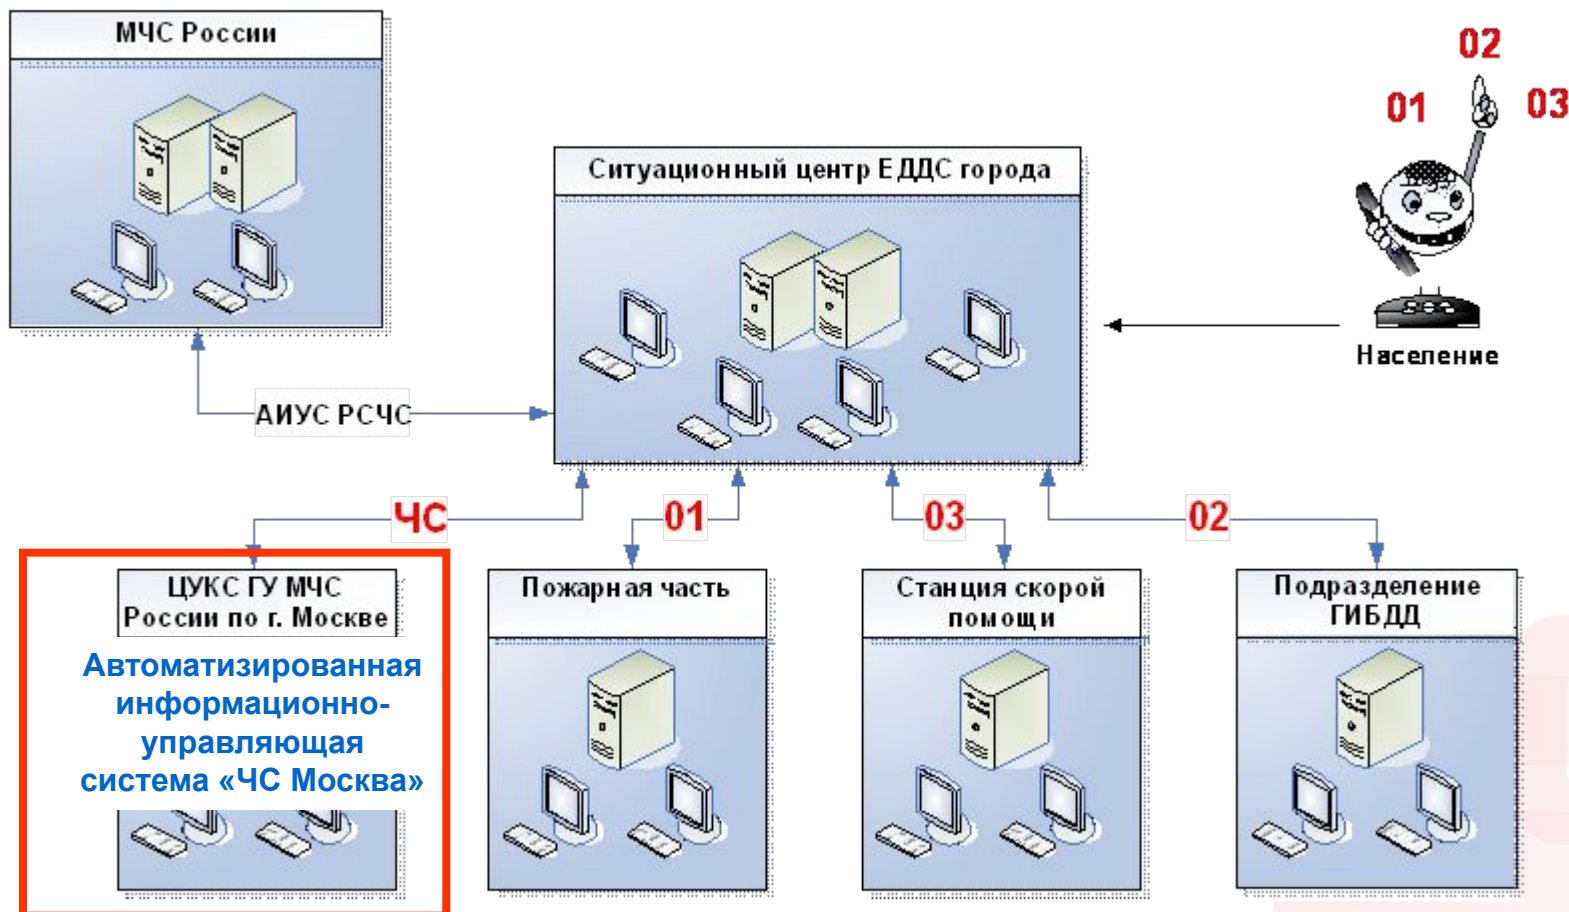 МЧС России
02
01
03
Ситуационный центр ЕДДС города
Население
АИУС РСЧС
ЧС
01
03
02
ЦУКС ГУ МЧС
России по г. Москве
Автоматизированная
информационно-
управляющая
система «ЧС Москва»
Пожарная часть
Станция скорой
помощи
Подразделение
ГИБДД